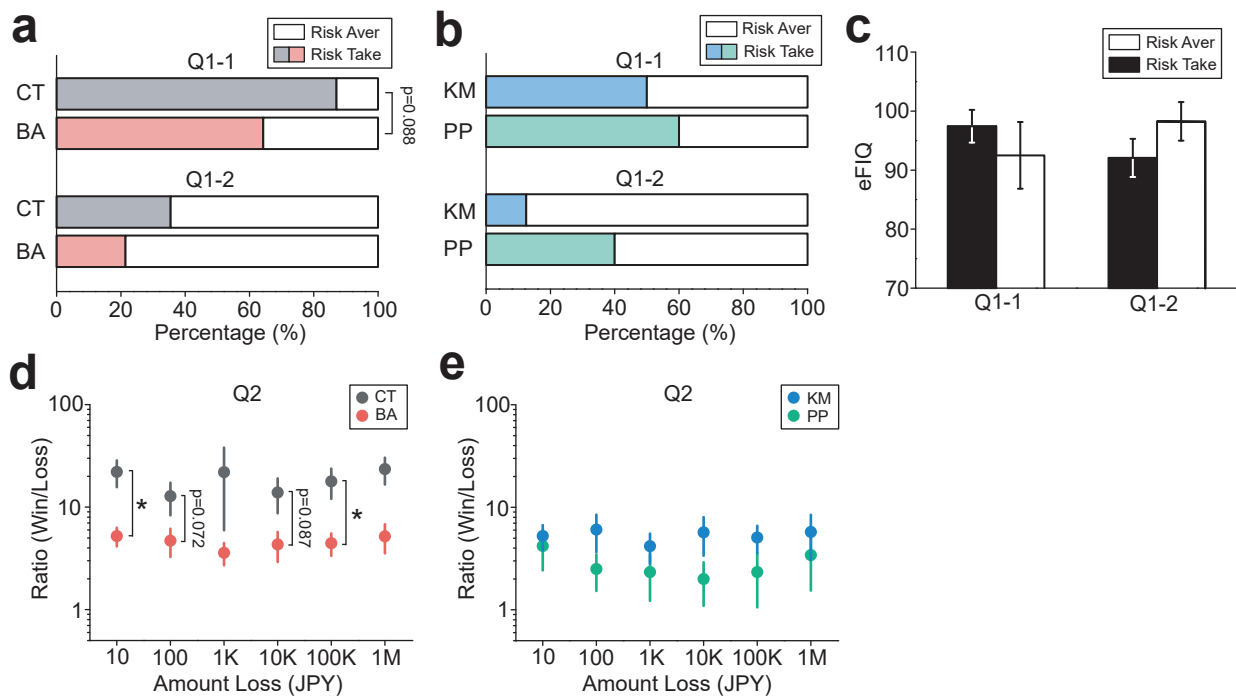 a
Risk Aver
Risk Take
Q1-1
CT
BA
p=0.088
Q1-2
CT
BA
0 20 40 60 80 100
Percentage (%)
b
Risk Aver
Risk Take
Q1-1
KM
PP
Q1-2
KM
PP
0 20 40 60 80 100
Percentage (%)
c
Risk Aver
Risk Take
110
100
90
80
70
eFIQ
Q1-1 Q1-2
d
Q2
CT
BA
100
10
1
Ratio (Win/Loss)
*
p=0.072
p=0.087
*
10 100 1K 10K 100K 1M
Amount Loss (JPY)
e
Q2
KM
PP
100
10
1
Ratio (Win/Loss)
10 100 1K 10K 100K 1M
Amount Loss (JPY)